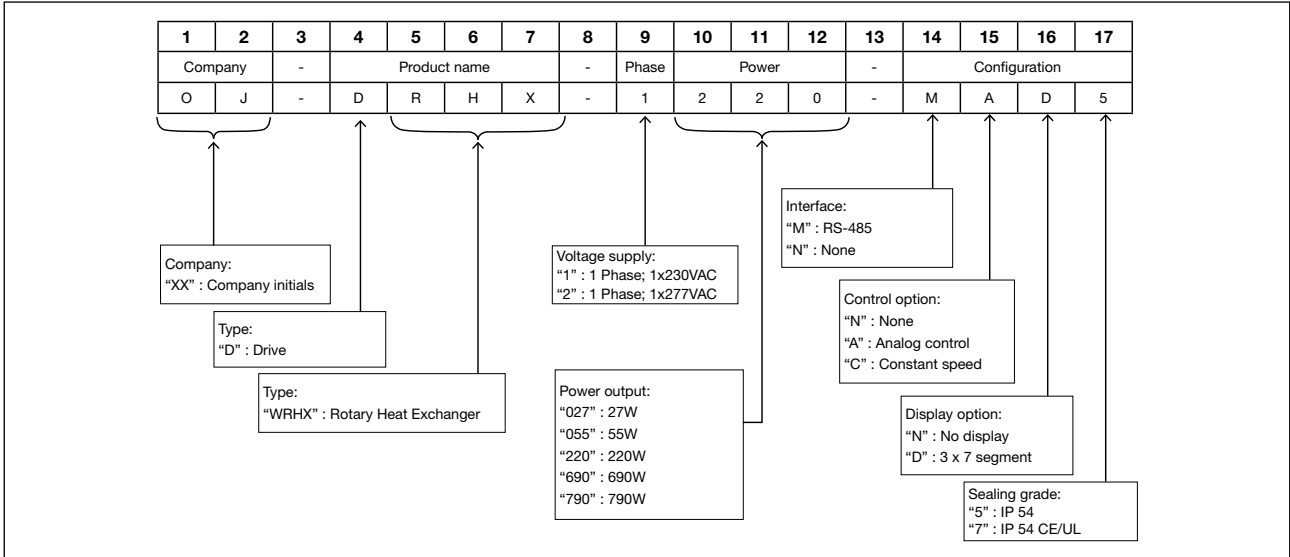 1 2 3 4 5 6 7 8 9 10 11 12 13 14 15 16 17
Company - Product name - Phase Power - Configuration
O J - D R H X - 1 2 2 0 - M A D 5
Interface:
“M” : RS-485
“N” : None
Company:
“XX” : Company initials
Voltage supply:
“1” : 1 Phase; 1x230VAC
“2” : 1 Phase; 1x277VAC
Control option:
“N” : None
“A” : Analog control
“C” : Constant speed
Type:
“D” : Drive
Type:
“WRHX” : Rotary Heat Exchanger
Power output:
“027” : 27W
“055” : 55W
“220” : 220W
“690” : 690W
“790” : 790W
Display option:
“N” : No display
“D” : 3 x 7 segment
Sealing grade:
“5” : IP 54
“7” : IP 54 CE/UL